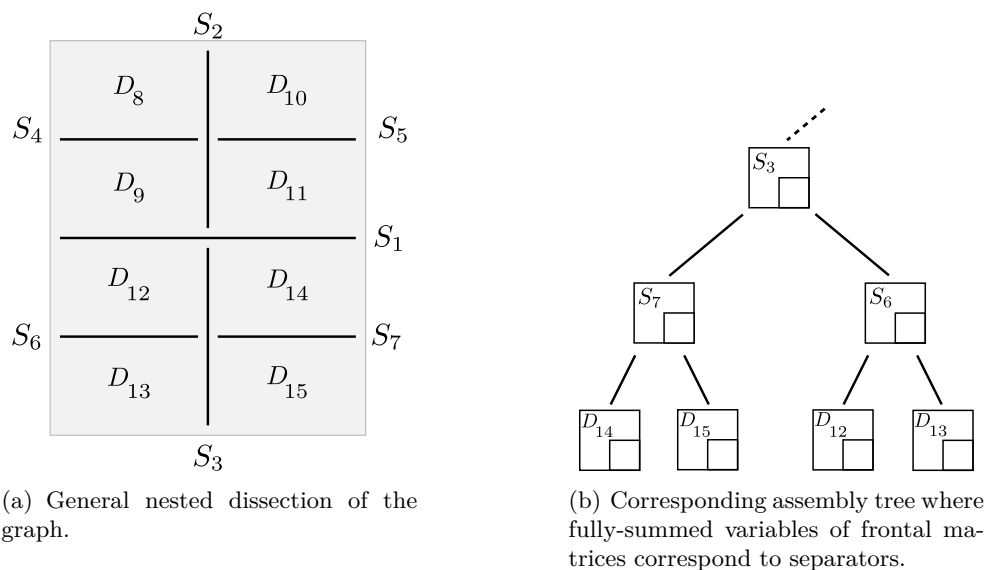 S2
D8 D10
S4 S5
D9 D11
S1
D12 D14
S6 S7
D13 D15
S3
(a) General nested dissection of the
graph.
S3
S7 S6
D14 D15 D12 D13
(b) Corresponding assembly tree where
fully-summed variables of frontal ma-
trices correspond to separators.